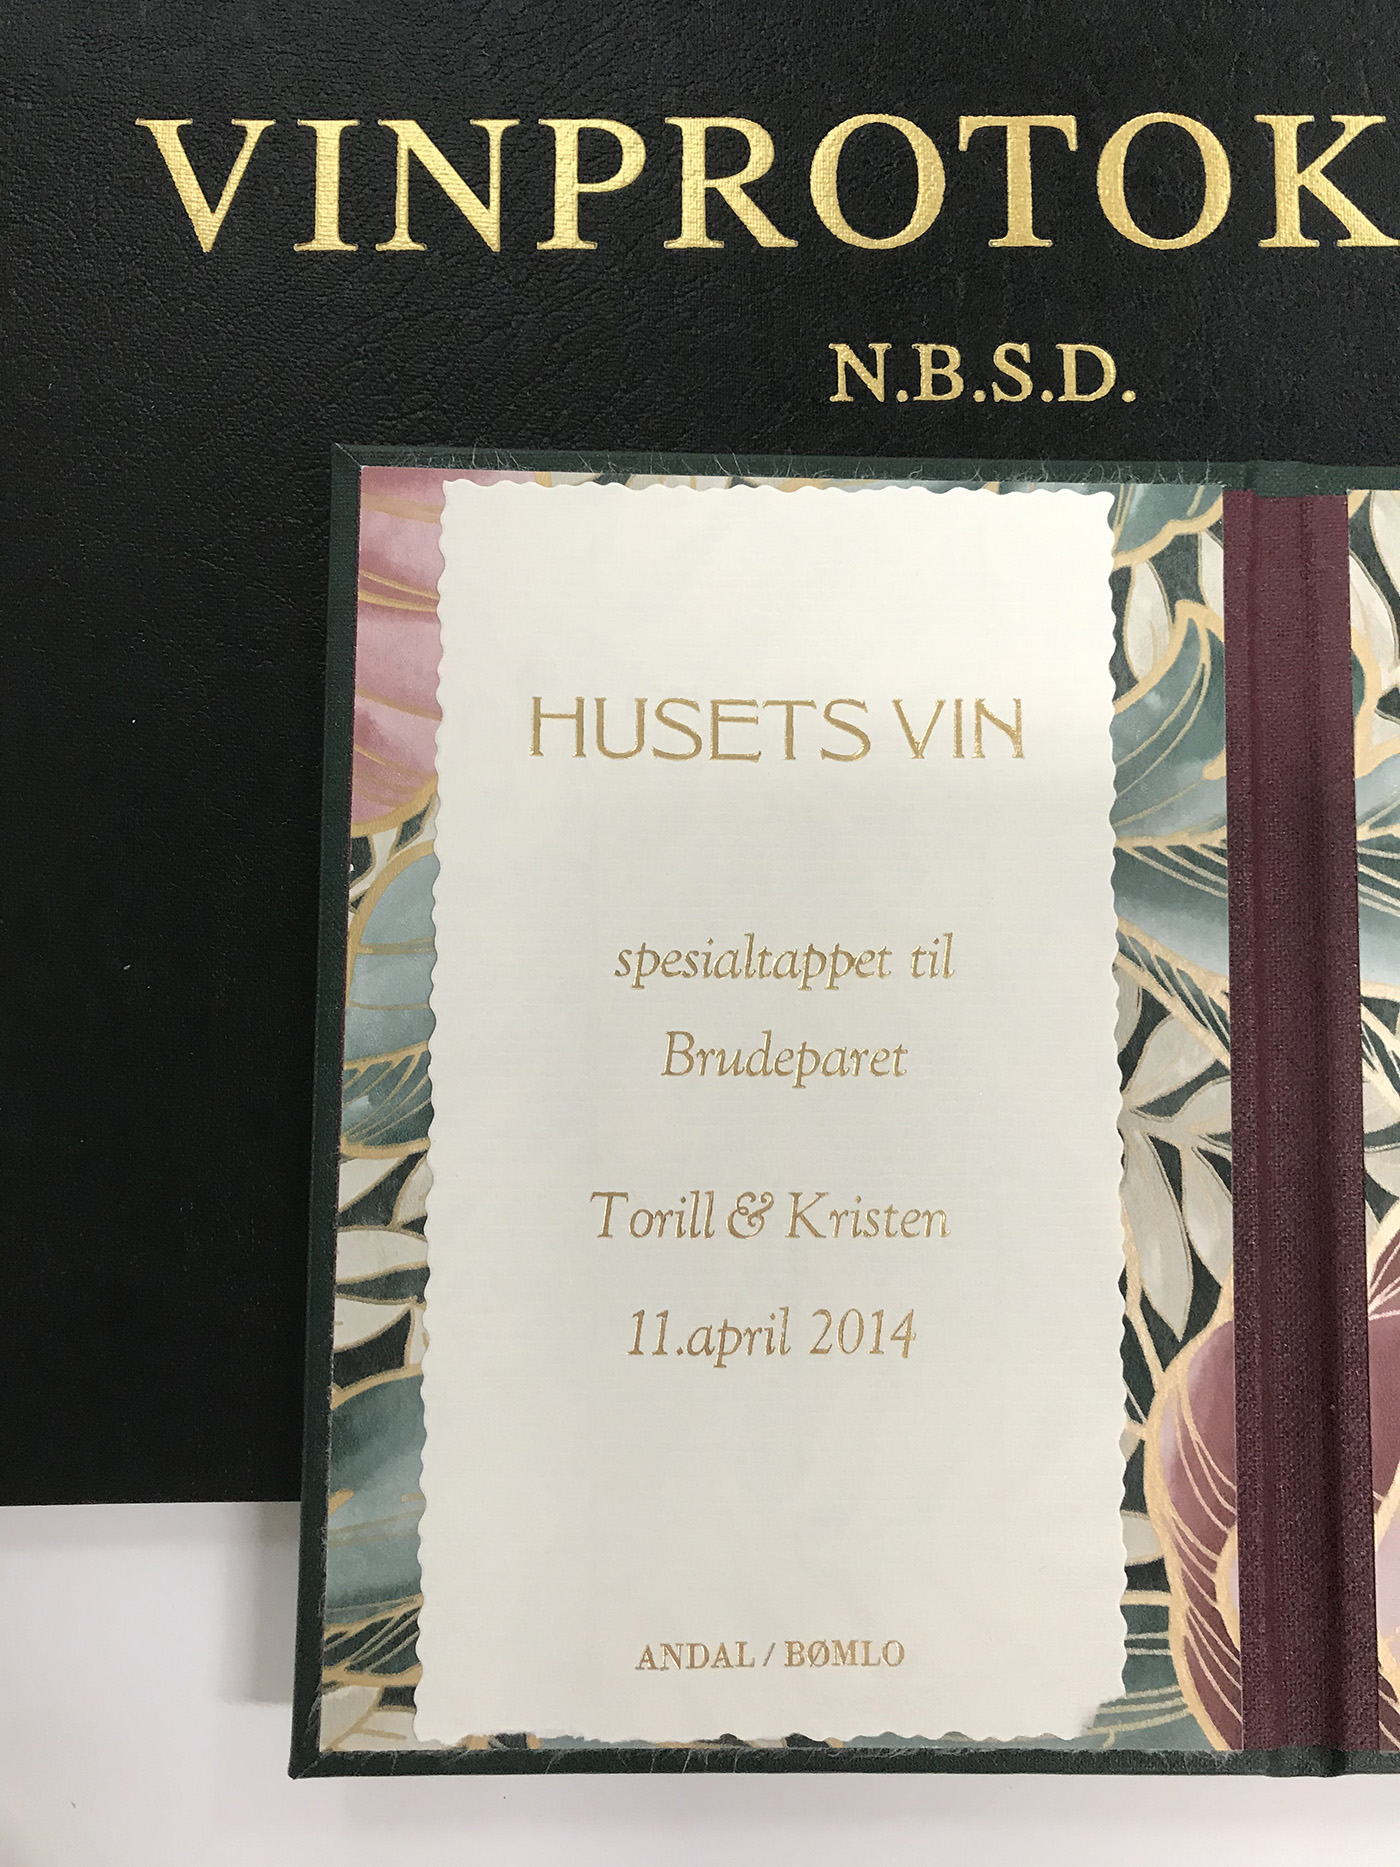 VINPROTOK
N.B.S.D.
HUSETS VIN
spesialtappet til
Brudeparet
Torill & Kristen
11.april 2014
ANDAL / BØMLO